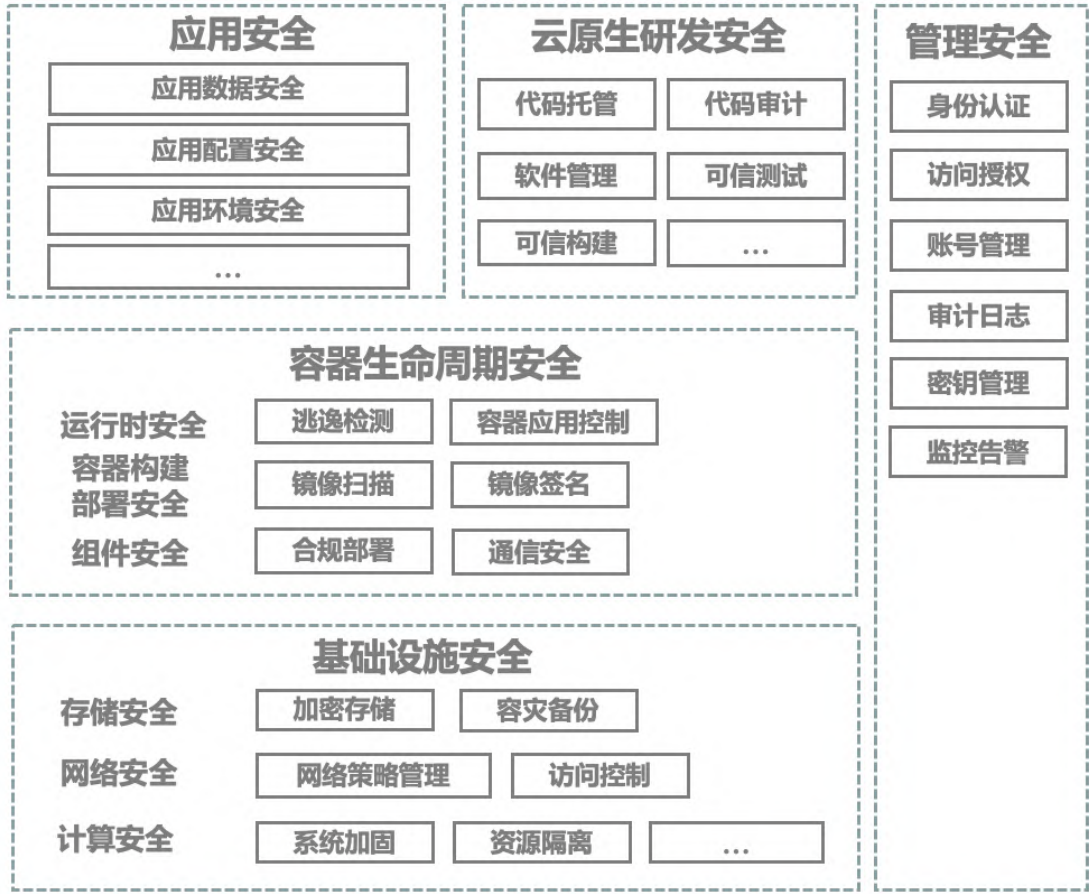 应用安全
应用数据安全
应用配置安全
应用环境安全
...
云原生研发安全
代码托管 代码审计
软件管理 可信测试
可信构建 ...
管理安全
身份认证
访问授权
账号管理
审计日志
密钥管理
监控告警
容器生命周期安全
运行时安全 逃逸检测 容器应用控制
容器构建
部署安全 镜像扫描 镜像签名
组件安全 合规部署 通信安全
基础设施安全
存储安全 加密存储 容灾备份
网络安全 网络策略管理 访问控制
计算安全 系统加固 资源隔离 ...